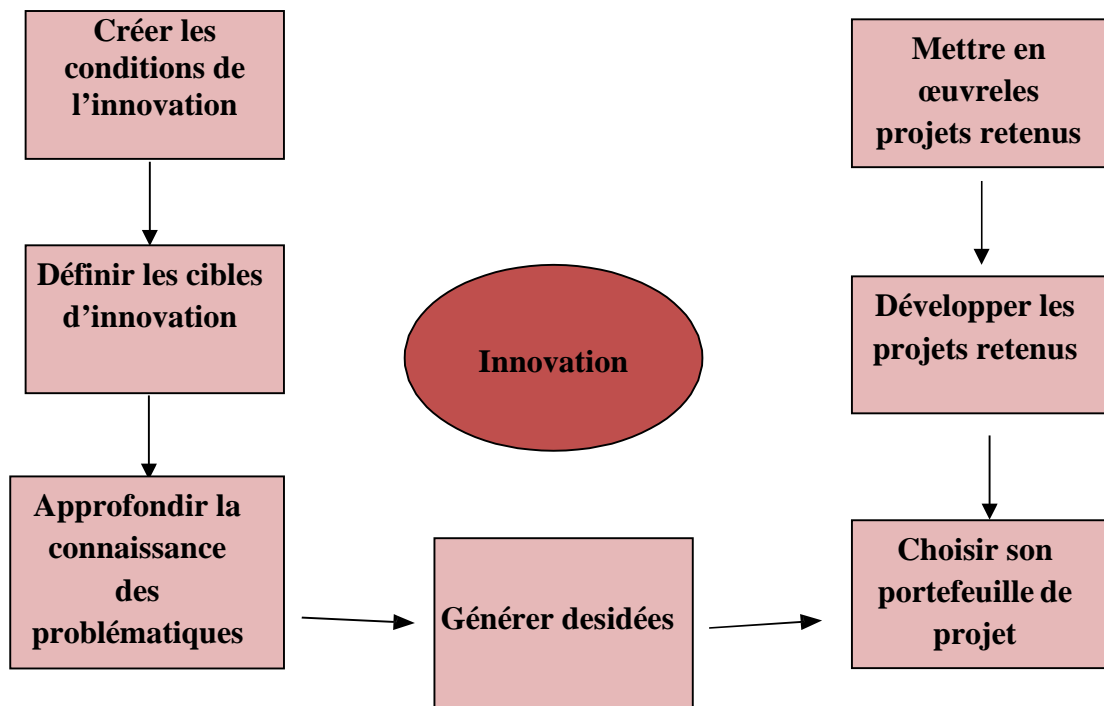 Créer les
conditions de
l’innovation
Définir les cibles
d’innovation
Approfondir la
connaissance
des
problématiques
Générer desidées
Innovation
Mettre en
œuvreles
projets retenus
Développer les
projets retenus
Choisir son
portefeuille de
projet